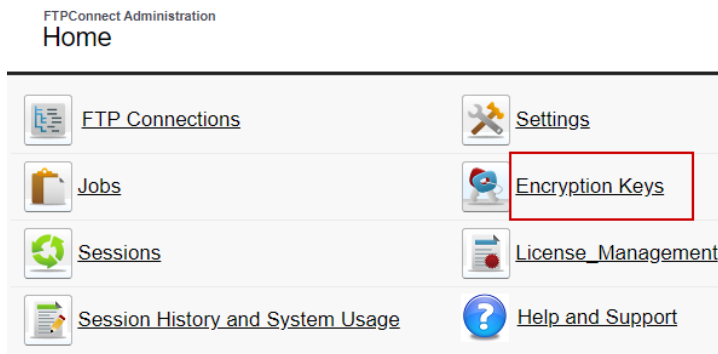 FTPConnect Administration
Home
FTP Connections
Settings
Jobs
Encryption Keys
Sessions
License_Management
Session History and System Usage
Help and Support